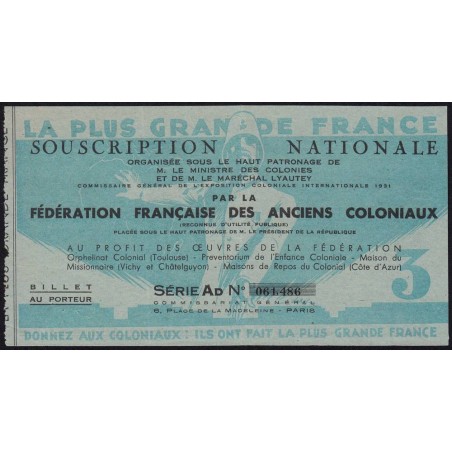 LA PLUS GRANDE FRANCE
SOUSCRIPTION NATIONALE
ORGANISÉE SOUS LE HAUT PATRONAGE DE
M. LE MINISTRE DES COLONIES
ET DE M. LE MARÉCHAL LYAUTEY
COMMISSAIRE GÉNÉRAL DE L'EXPOSITION COLONIALE INTERNATIONALE 1931
PAR LA
FÉDÉRATION FRANÇAISE DES ANCIENS COLONIAUX
(RECONNUE D'UTILITÉ PUBLIQUE)
PLACÉE SOUS LE HAUT PATRONAGE DE M. LE PRÉSIDENT DE LA RÉPUBLIQUE
AU PROFIT DES ŒUVRES DE LA FÉDÉRATION
Orphelinat Colonial (Toulouse) - Preventorium de l'Enfance Coloniale - Maison du
Missionnaire (Vichy et Châtelguyon) - Maisons de Repos du Colonial (Côte d'Azur)
BILLET
AU PORTEUR
SÉRIE AD N° 061.486
3
COMMISSARIAT GÉNÉRAL
6, PLACE DE LA MADELEINE - PARIS
DONNEZ AUX COLONIAUX : ILS ONT FAIT LA PLUS GRANDE FRANCE